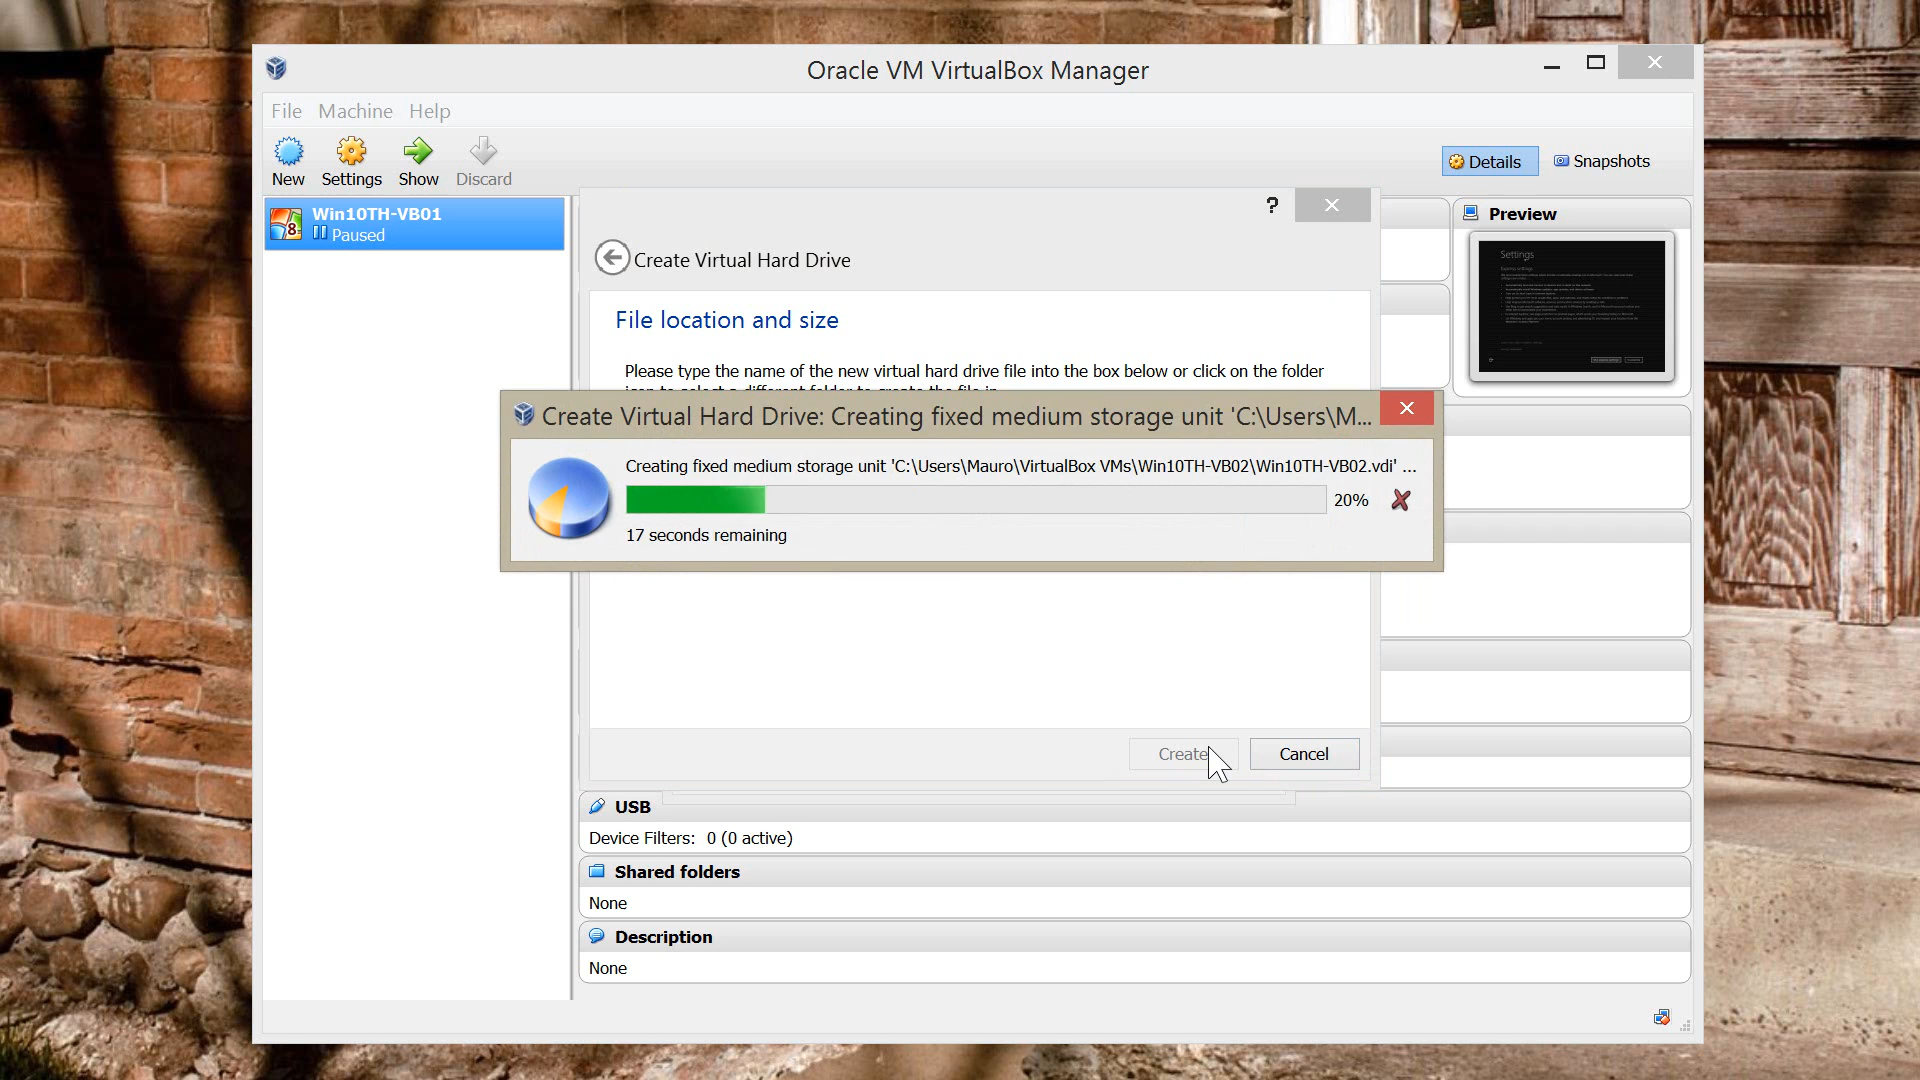 Oracle VM VirtualBox Manager
File Machine Help
New Settings Show Discard
Details Snapshots
Win10TH-VB01
Paused
?
Create Virtual Hard Drive
Preview
Settings
File location and size
Please type the name of the new virtual hard drive file into the box below or click on the folder
Create Virtual Hard Drive: Creating fixed medium storage unit 'C:\Users\M...
Creating fixed medium storage unit 'C:\Users\Mauro\VirtualBox VMs\Win10TH-VB02\Win10TH-VB02.vdi' ...
20%
17 seconds remaining
Create Cancel
USB
Device Filters: 0 (0 active)
Shared folders
None
Description
None